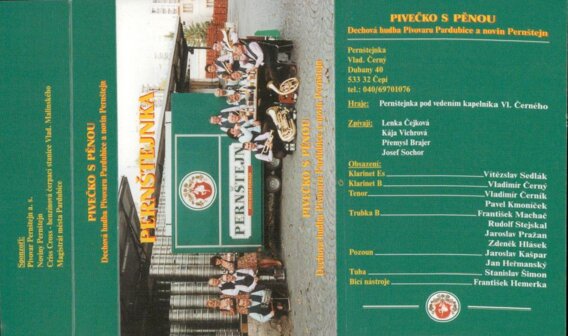 Sponzoři:
Pivovar Pernštejn a. s.
Noviny Pernštejn
Criss Cross - benzinová čerpací stanice Vlad. Malinského
Magistrát města Pardubice
PIVEČKO S PĚNOU
Dechová hudba Pivovaru Pardubice a novin Pernštejn
PERNŠTEJNKA
PERNŠTEJN
PIVEČKO S PĚNOU
Dechová hudba Pivovaru Pardubice a novin Pernštejn
PIVEČKO S PĚNOU
Dechová hudba Pivovaru Pardubice a novin Pernštejn
Pernštejnka
Vlad. Černý
Dubany 40
533 32 Čepí
tel.: 040/69701076
Hraje: Pernštejnka pod vedením kapelníka Vl. Černého
Zpívají: Lenka Čejková
Kája Vichrová
Přemysl Brajer
Josef Sochor
Obsazení:
Klarinet Es Vítězslav Sedlák
Klarinet B Vladimír Černý
Tenor Vladimír Černík
Pavel Kmoníček
Trubka B František Machač
Rudolf Stejskal
Jaroslav Pražan
Zdeněk Hlásek
Pozoun Jaroslav Kašpar
Jan Heřmanský
Tuba Stanislav Šimon
Bicí nástroje František Hemerka